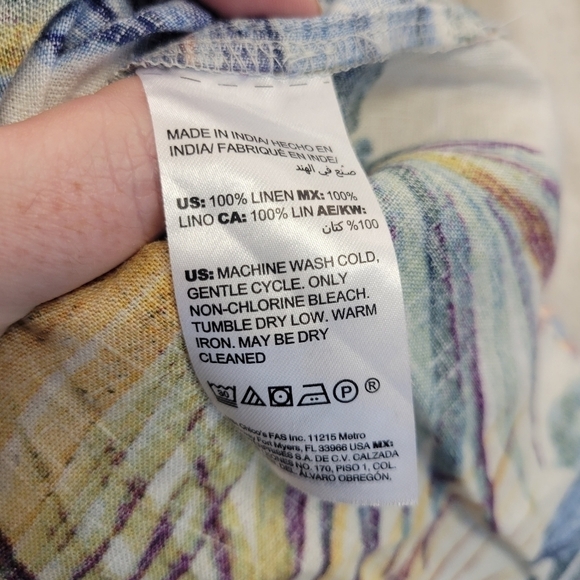 MADE IN INDIA/ HECHO EN
INDIA/ FABRIQUÉ EN INDE/
صنع في الهند
US: 100% LINEN MX: 100%
LINO CA: 100% LIN AE/KW:
100% كتان
US: MACHINE WASH COLD,
GENTLE CYCLE. ONLY
NON-CHLORINE BLEACH.
TUMBLE DRY LOW. WARM
IRON. MAY BE DRY
CLEANED
30 P ®
Chico's FAS Inc. 11215 Metro
Fort Myers, FL 33966 USA MX:
S.A. DE C.V. CALZADA
NO. 170, PISO 1, COL.
DEL. ÁLVARO OBREGÓN,